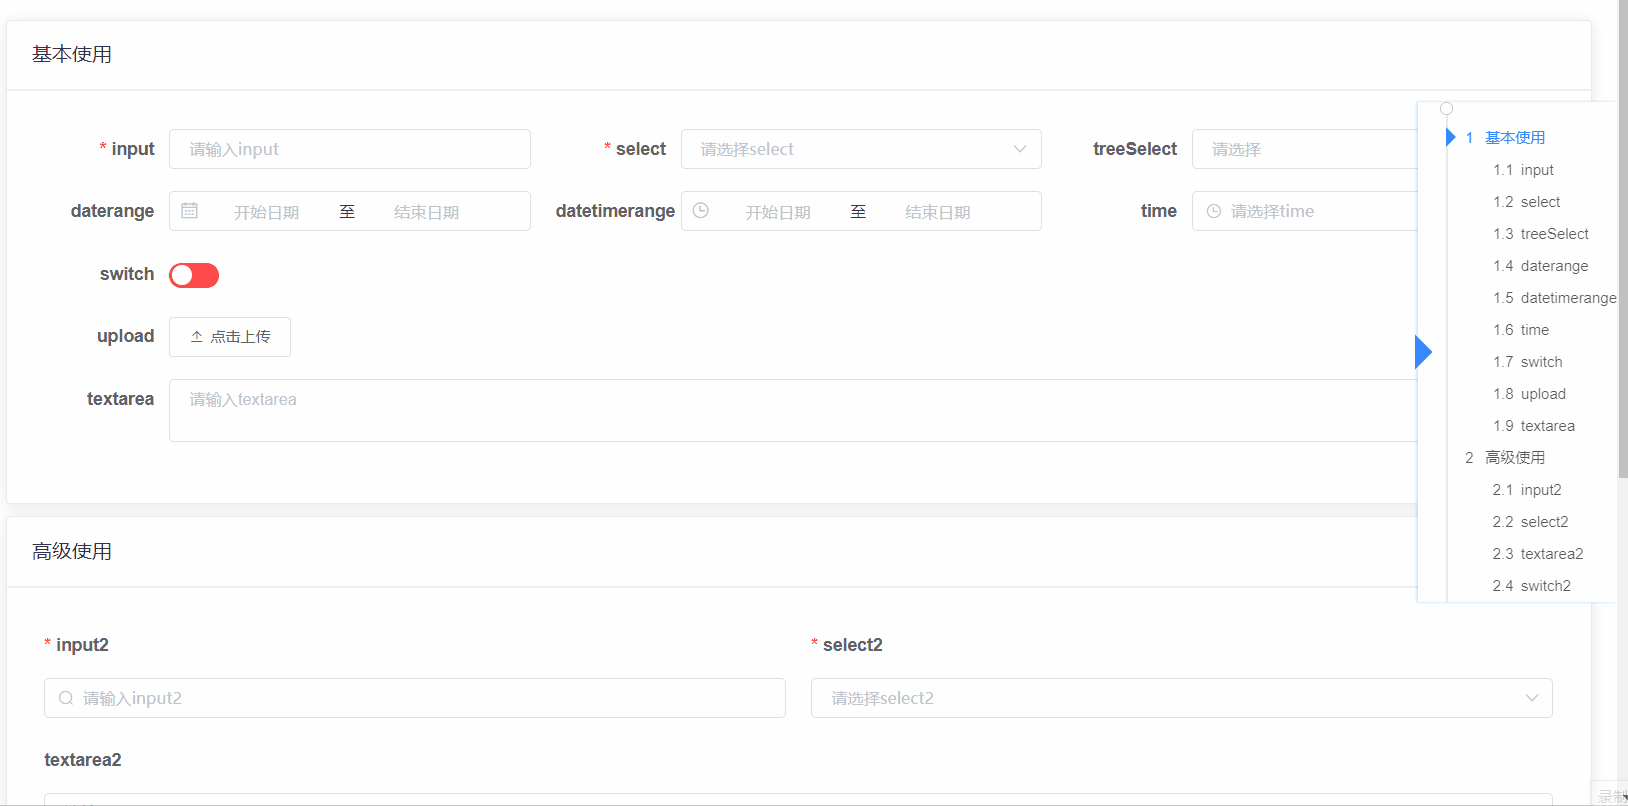 基本使用
* input 请输入input * select 请选择select treeSelect 请选择
daterange 开始日期 至 结束日期 datetimerange 开始日期 至 结束日期 time 请选择time
switch
upload 点击上传
textarea 请输入textarea
高级使用
* input2 * select2
请输入input2 请选择select2
textarea2
1 基本使用
1.1 input
1.2 select
1.3 treeSelect
1.4 daterange
1.5 datetimerange
1.6 time
1.7 switch
1.8 upload
1.9 textarea
2 高级使用
2.1 input2
2.2 select2
2.3 textarea2
2.4 switch2
录制